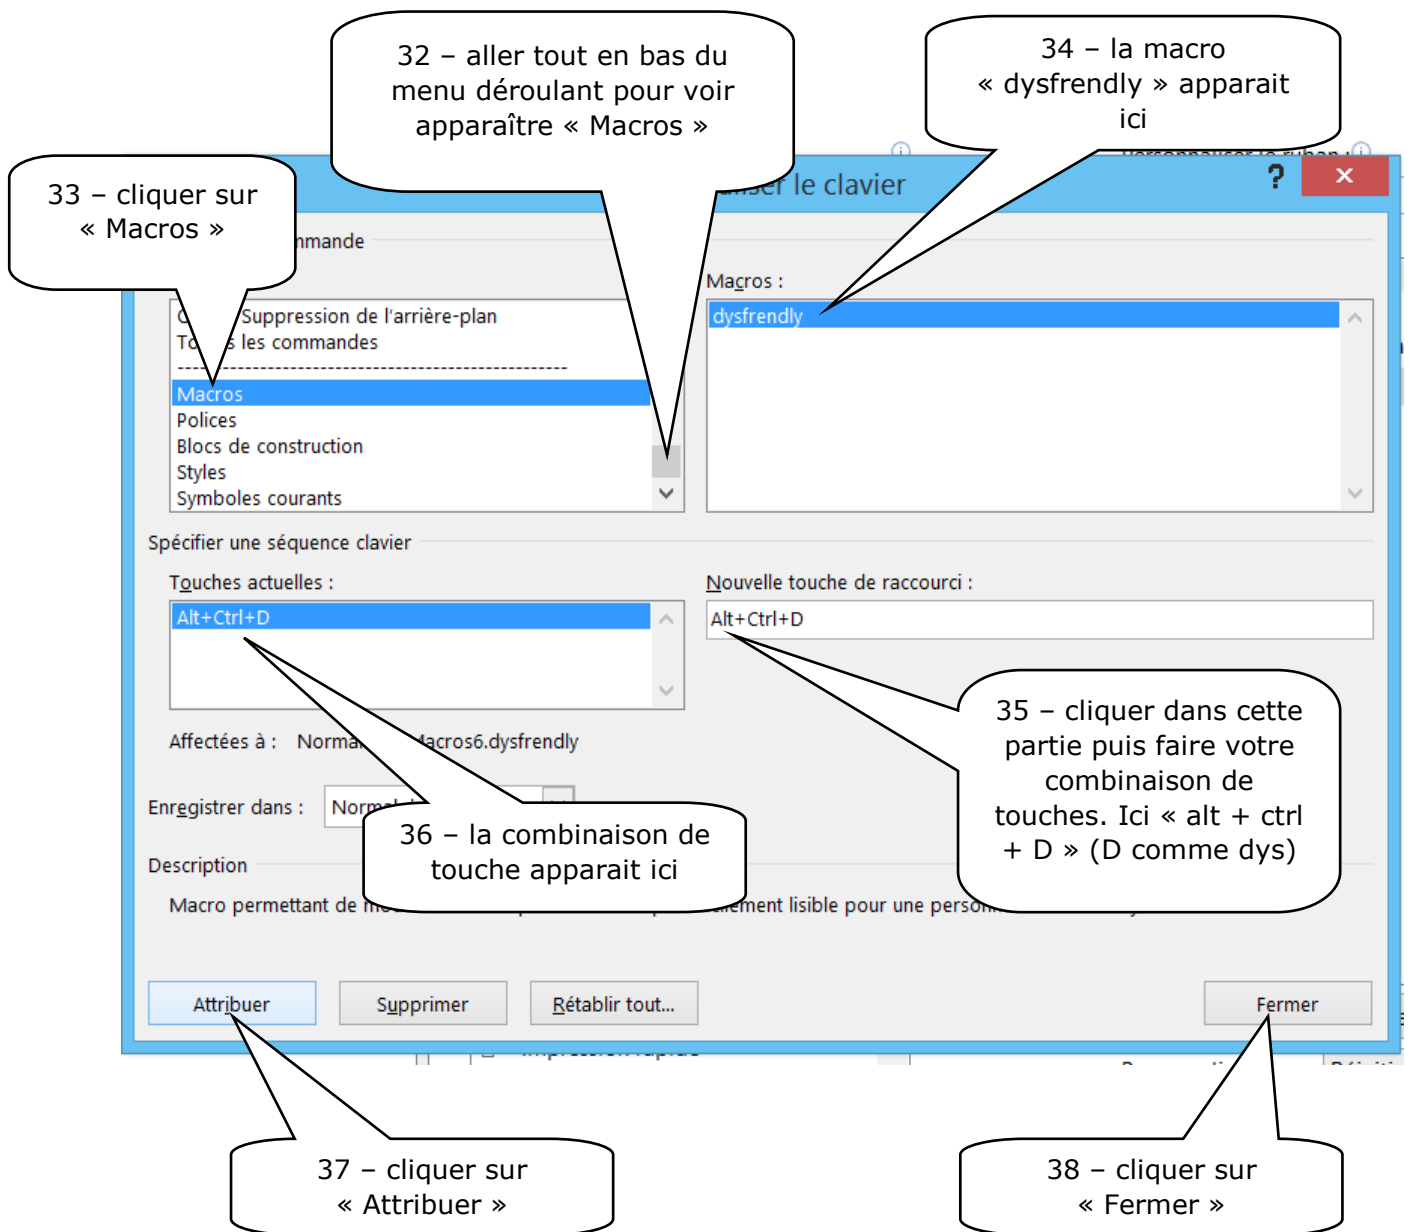 32 – aller tout en bas du
menu déroulant pour voir
apparaître « Macros »
34 – la macro
« dysfrendly » apparait
ici
33 – cliquer sur
« Macros »
le clavier
?
x
Macros :
Suppression de l'arrière-plan
les commandes
------------------------------------------------
Macros
Polices
Blocs de construction
Styles
Symboles courants
dysfrendly
Spécifier une séquence clavier
Touches actuelles :
Alt+Ctrl+D
Nouvelle touche de raccourci :
Alt+Ctrl+D
35 – cliquer dans cette
partie puis faire votre
combinaison de
touches. Ici « alt + ctrl
+ D » (D comme dys)
Affectées à :
Enregistrer dans :
36 – la combinaison de
touche apparait ici
Description
Macro permettant de
lisible pour une
Attribuer
Supprimer
Rétablir tout...
Fermer
37 – cliquer sur
« Attribuer »
38 – cliquer sur
« Fermer »